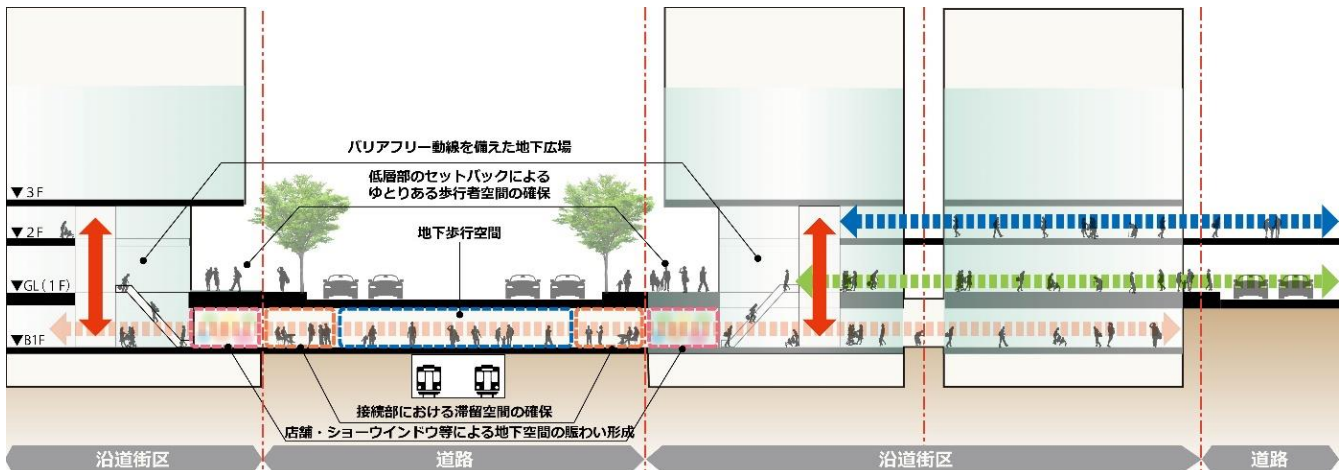 バリアフリー動線を備えた地下広場
低層部のセットバックによる
ゆとりある歩行者空間の確保
地下歩行空間
▼3F
▼2F
▼GL(1F)
▼B1F
接続部における滞留空間の確保
店舗・ショーウインドウ等による地下空間の賑わい形成
沿道街区
道路
沿道街区
道路